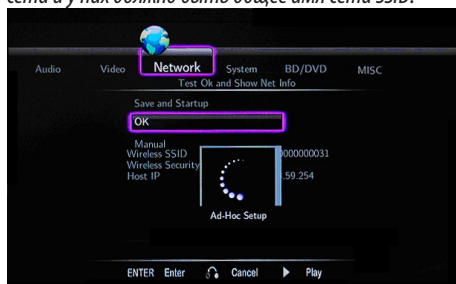 сети и у них должно быть общее имя сети SSID.
Audio Video Network System BD/DVD MISC
Test Ok and Show Net Info
Save and Startup
OK
Manual
Wireless SSID 0000000031
Wireless Security
Host IP .59.254
Ad-Hoc Setup
ENTER Enter Cancel Play